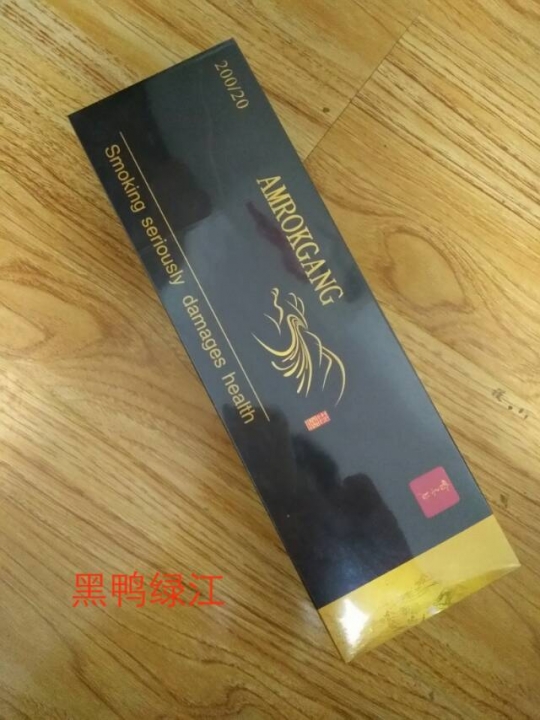 200/20
AMROKGANG
Smoking seriously damages health
黑鸭绿江